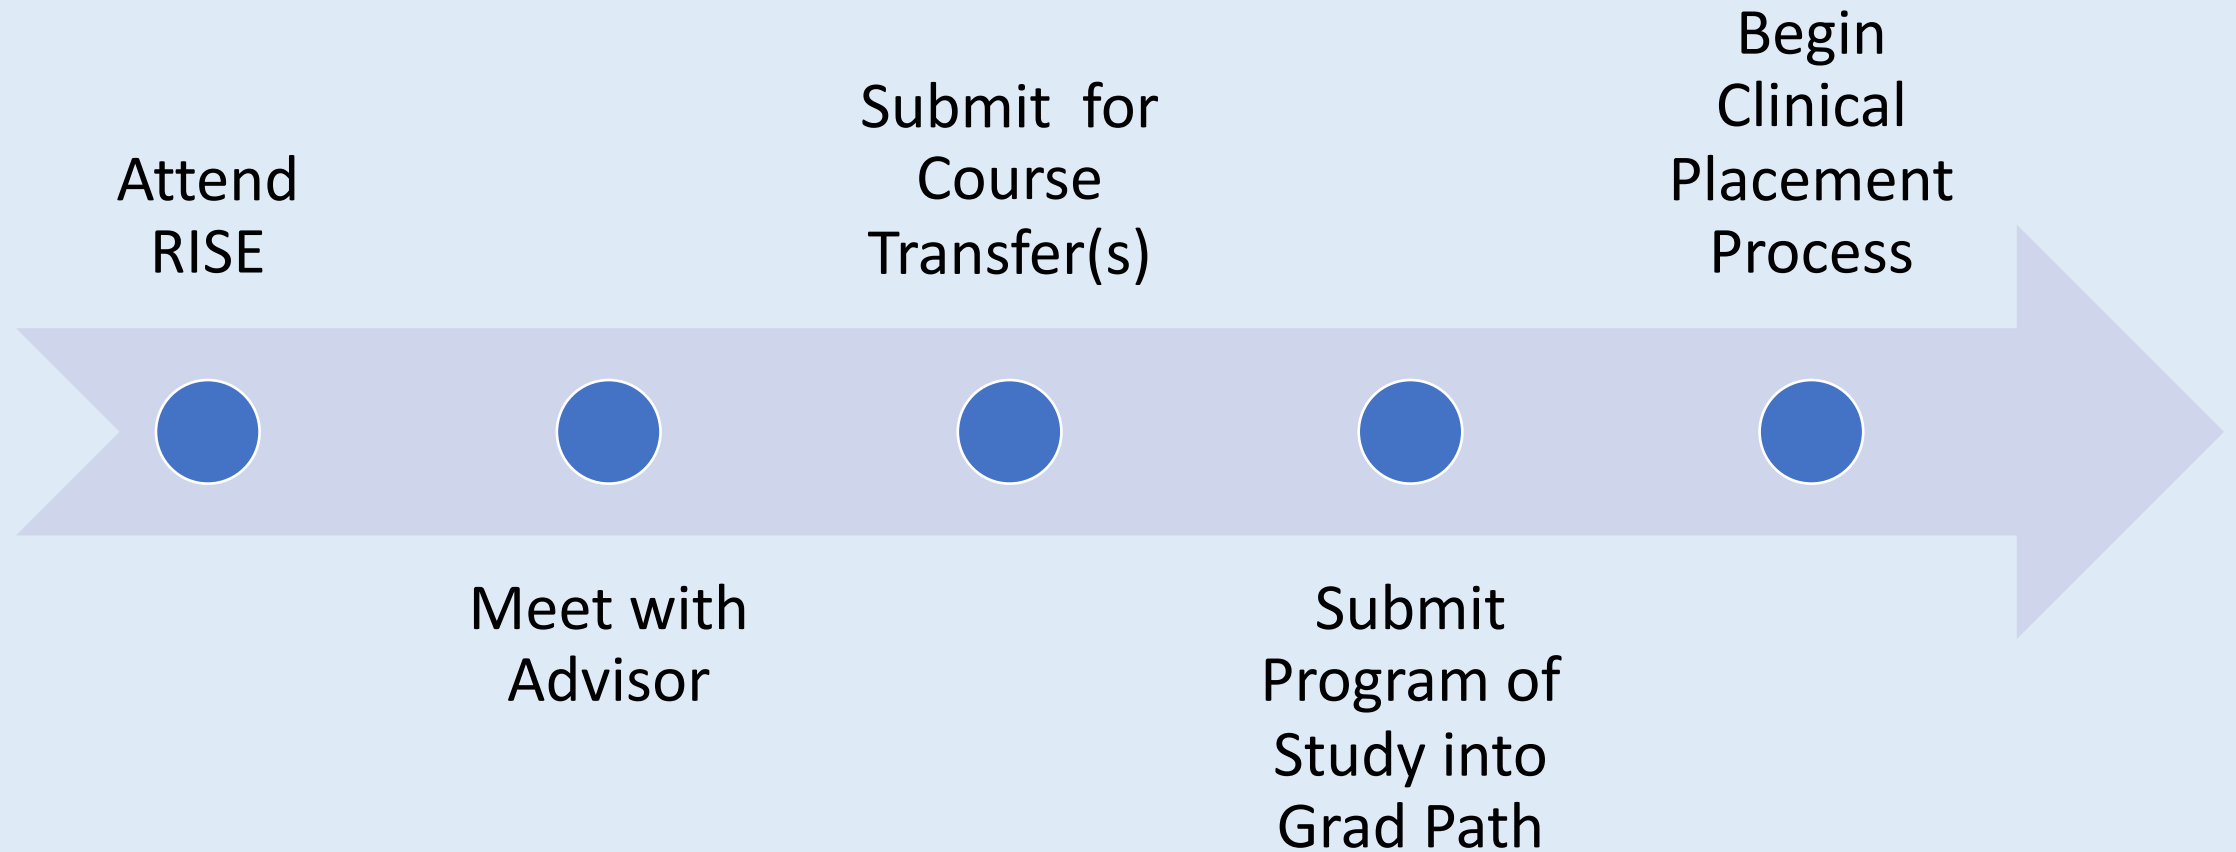 Attend
RISE
Meet with
Advisor
Submit  for
Course
Transfer(s)
Submit
Program of
Study into
Grad Path
Begin
Clinical
Placement
Process